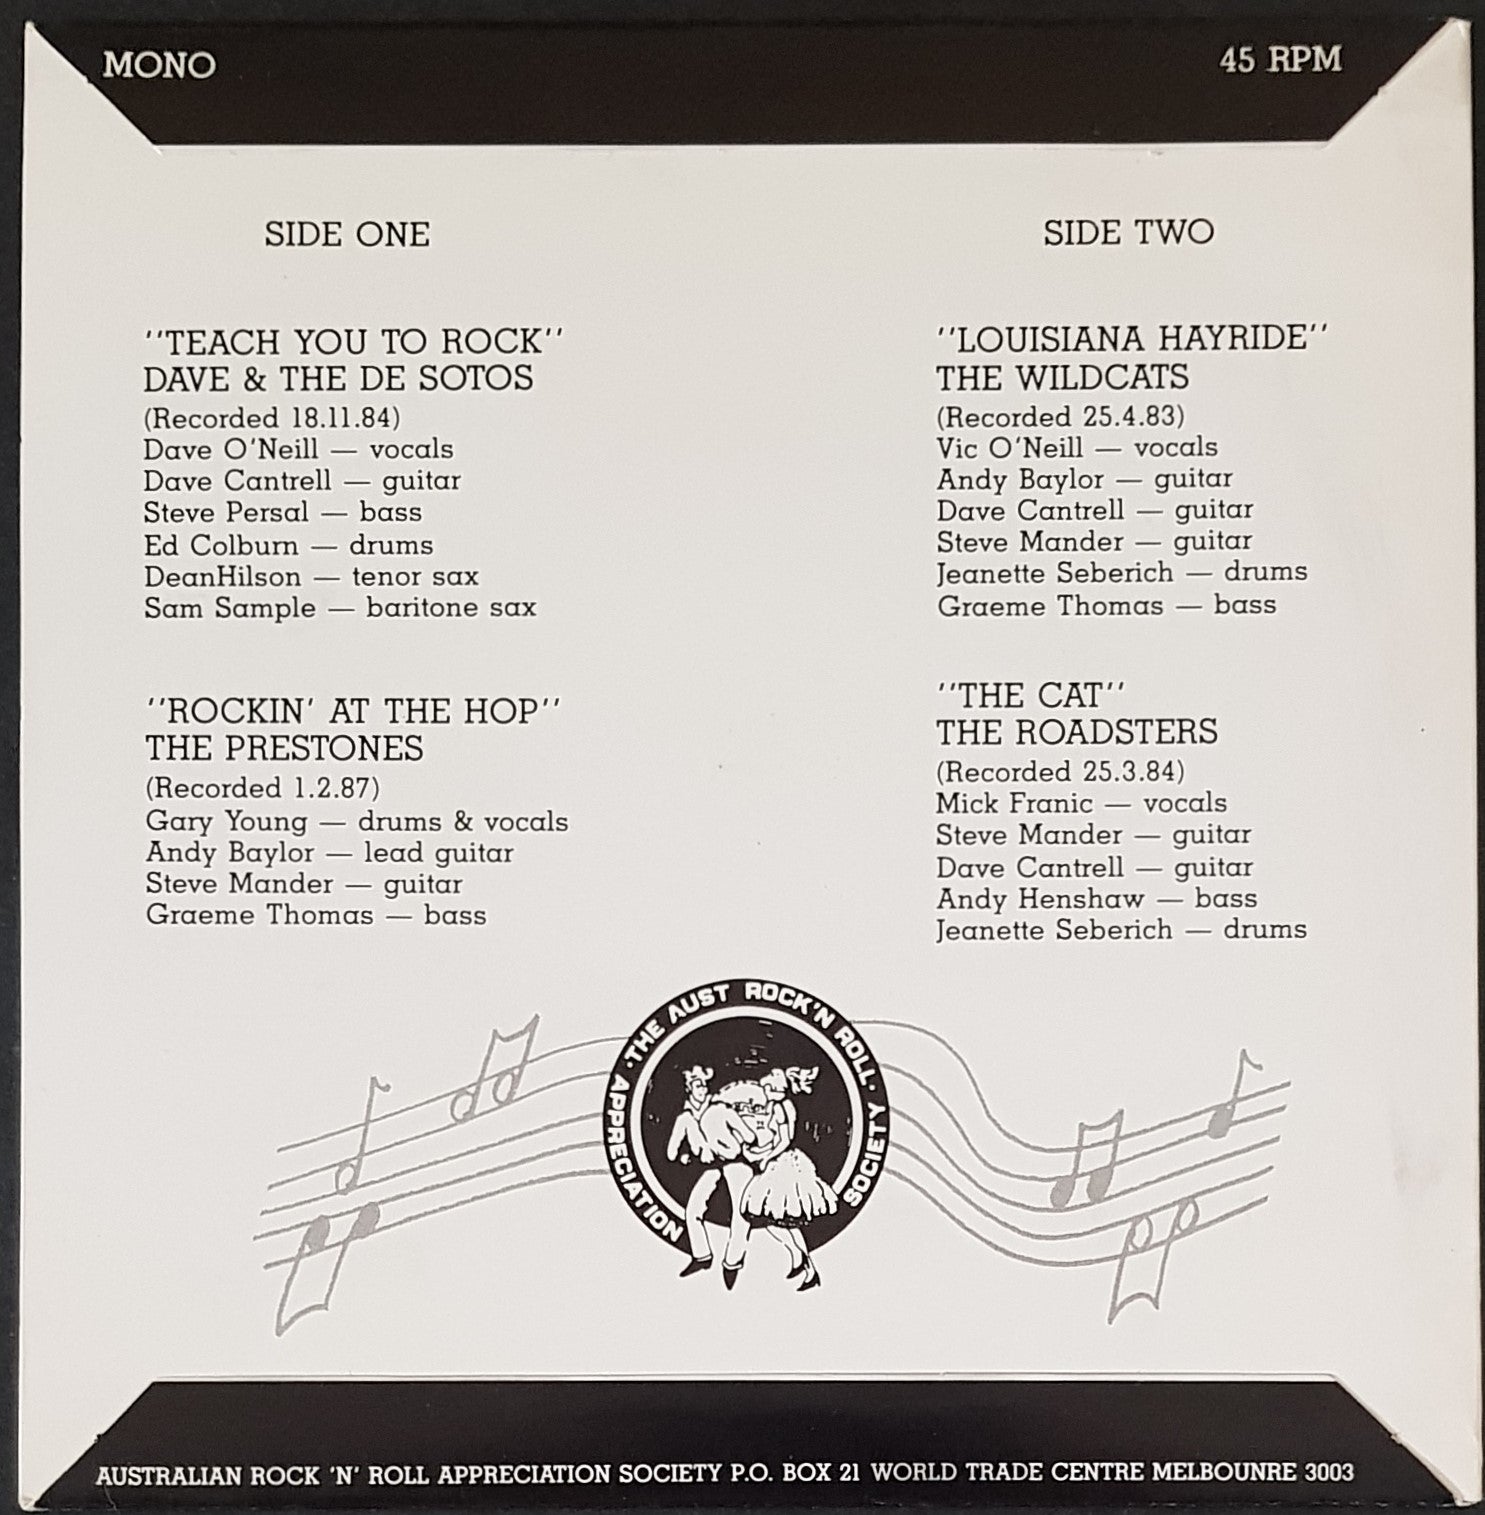 MONO
45 RPM
SIDE ONE
''TEACH YOU TO ROCK''
DAVE & THE DE SOTOS
(Recorded 18.11.84)
Dave O'Neill — vocals
Dave Cantrell — guitar
Steve Persal — bass
Ed Colburn — drums
DeanHilson — tenor sax
Sam Sample — baritone sax
''ROCKIN' AT THE HOP''
THE PRESTONES
(Recorded 1.2.87)
Gary Young — drums & vocals
Andy Baylor — lead guitar
Steve Mander — guitar
Graeme Thomas — bass
SIDE TWO
''LOUISIANA HAYRIDE''
THE WILDCATS
(Recorded 25.4.83)
Vic O'Neill — vocals
Andy Baylor — guitar
Dave Cantrell — guitar
Steve Mander — guitar
Jeanette Seberich — drums
Graeme Thomas — bass
''THE CAT''
THE ROADSTERS
(Recorded 25.3.84)
Mick Franic — vocals
Steve Mander — guitar
Dave Cantrell — guitar
Andy Henshaw — bass
Jeanette Seberich — drums
·THE AUST ROCK'N ROLL·
APPRECIATION SOCIETY
AUSTRALIAN ROCK 'N' ROLL APPRECIATION SOCIETY P.O. BOX 21 WORLD TRADE CENTRE MELBOUNRE 3003